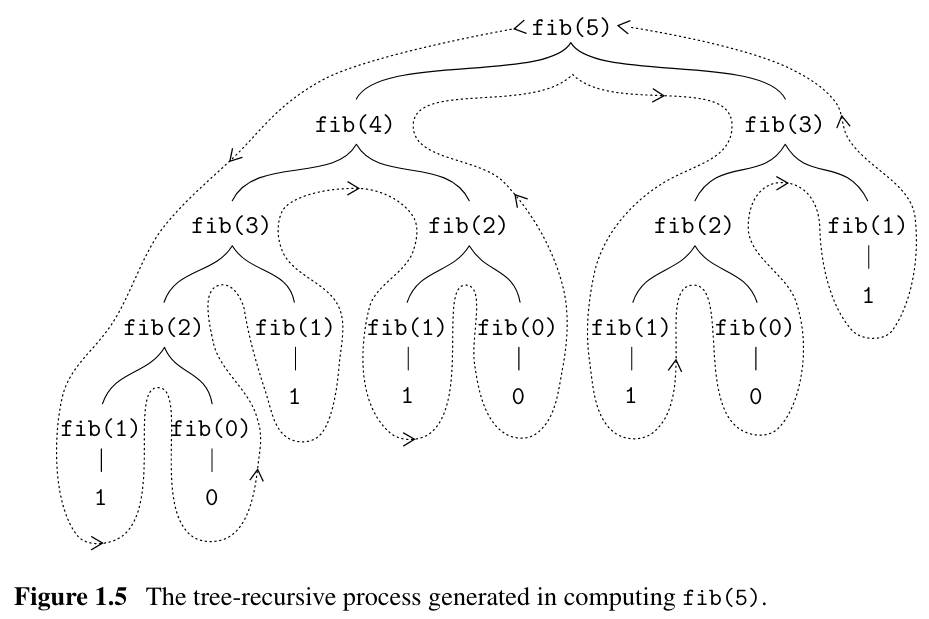 fib(5)
fib(4) fib(3)
fib(3) fib(2) fib(2) fib(1)
1
fib(2) fib(1) fib(1) fib(0) fib(1) fib(0)
1 1 0 1 0
fib(1) fib(0)
1 0
Figure 1.5 The tree-recursive process generated in computing fib(5).